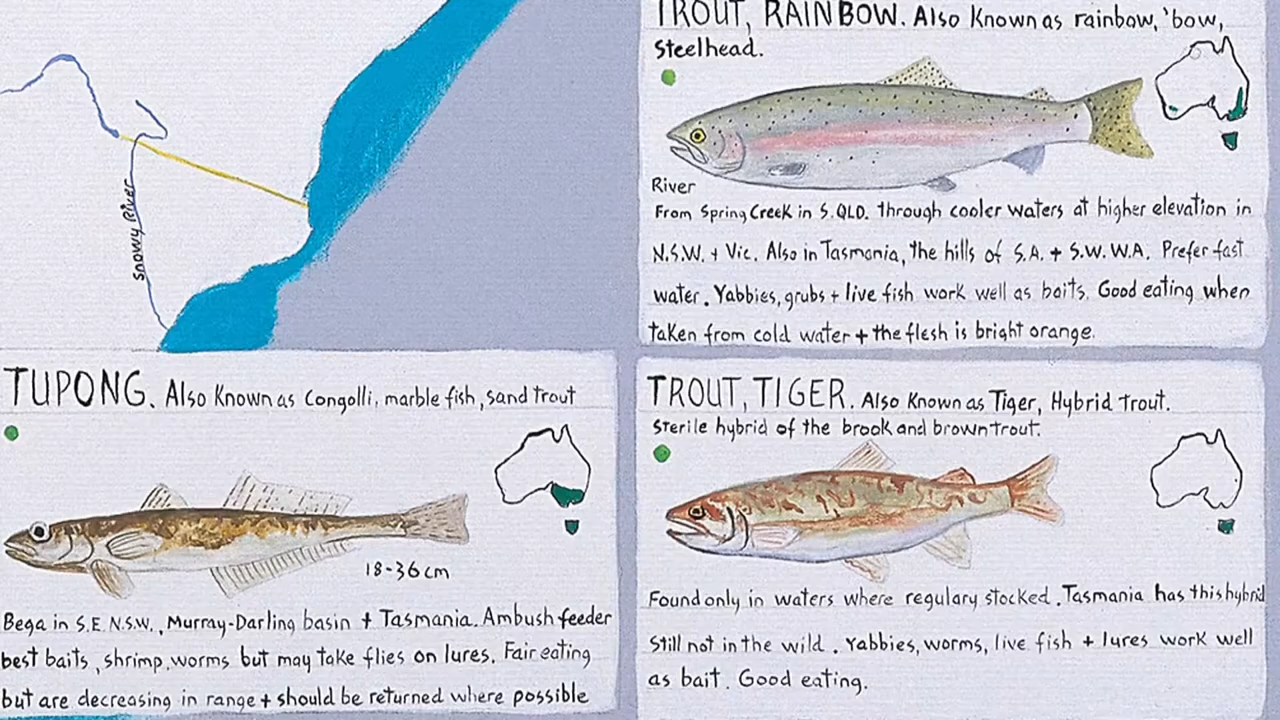 Snowy River
TROUT, RAINBOW. Also Known as rainbow, 'bow,
Steelhead.
River
From Spring Creek in S.QLD. through cooler waters at higher elevation in
N.S.W. + Vic. Also in Tasmania, the hills of S.A. + S.W. W.A. Prefer fast
water. Yabbies, grubs + live fish work well as baits. Good eating when
taken from cold water + the flesh is bright orange.
TUPONG. Also Known as Congolli, marble fish, sand trout
18-36cm
Bega in S.E N.S.W., Murray-Darling basin + Tasmania. Ambush feeder
best baits, shrimp, worms but may take flies on lures. Fair eating
but are decreasing in range + should be returned where possible
TROUT, TIGER. Also Known as Tiger, Hybrid trout.
Sterile hybrid of the brook and brown trout.
Found only in waters where regulary stocked. Tasmania has this hybrid
Still not in the wild. Yabbies, worms, live fish + lures work well
as bait. Good eating.